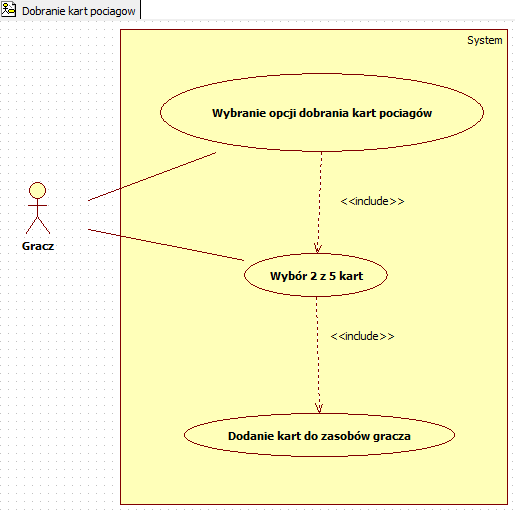 Dobranie kart pociagow
System
Wybranie opcji dobrania kart pociągów
<<include>>
Gracz
Wybór 2 z 5 kart
<<include>>
Dodanie kart do zasobów gracza